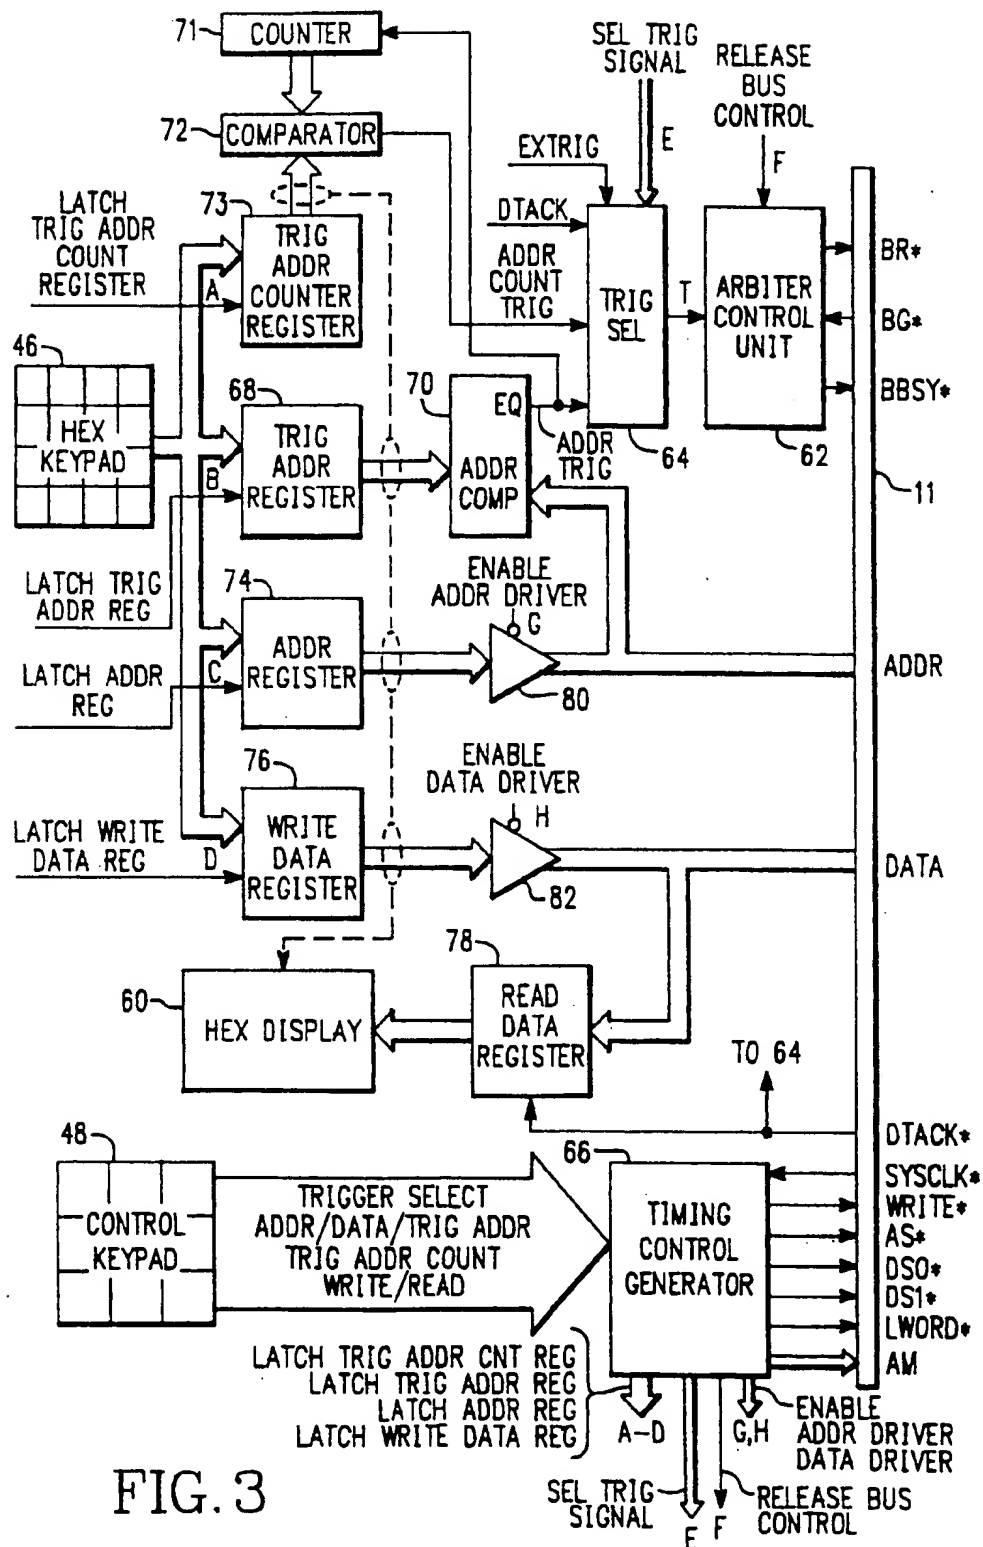 71
COUNTER
72
COMPARATOR
SEL TRIG
SIGNAL
E
RELEASE
BUS
CONTROL
F
EXTRIG
DTACK
ADDR
COUNT
TRIG
LATCH
TRIG ADDR
COUNT
REGISTER
A
73
TRIG
ADDR
COUNTER
REGISTER
TRIG
SEL
64
T
ARBITER
CONTROL
UNIT
62
BR*
BG*
BBSY*
11
46
HEX
KEYPAD
68
TRIG
ADDR
REGISTER
B
70
EQ
ADDR
COMP
ADDR
TRIG
LATCH TRIG
ADDR REG
74
ADDR
REGISTER
C
ENABLE
ADDR DRIVER
G
80
ADDR
LATCH ADDR
REG
76
WRITE
DATA
REGISTER
ENABLE
DATA DRIVER
H
82
DATA
LATCH WRITE
DATA REG
D
60
HEX DISPLAY
78
READ
DATA
REGISTER
TO 64
DTACK*
48
CONTROL
KEYPAD
TRIGGER SELECT
ADDR/DATA/TRIG ADDR
TRIG ADDR COUNT
WRITE/READ
66
TIMING
CONTROL
GENERATOR
SYSCLK*
WRITE*
AS*
DS0*
DS1*
LWORD*
AM
LATCH TRIG ADDR CNT REG
LATCH TRIG ADDR REG
LATCH ADDR REG
LATCH WRITE DATA REG
A-D
G,H
ENABLE
ADDR DRIVER
DATA DRIVER
SEL TRIG
SIGNAL
E
F
RELEASE BUS
CONTROL
FIG. 3